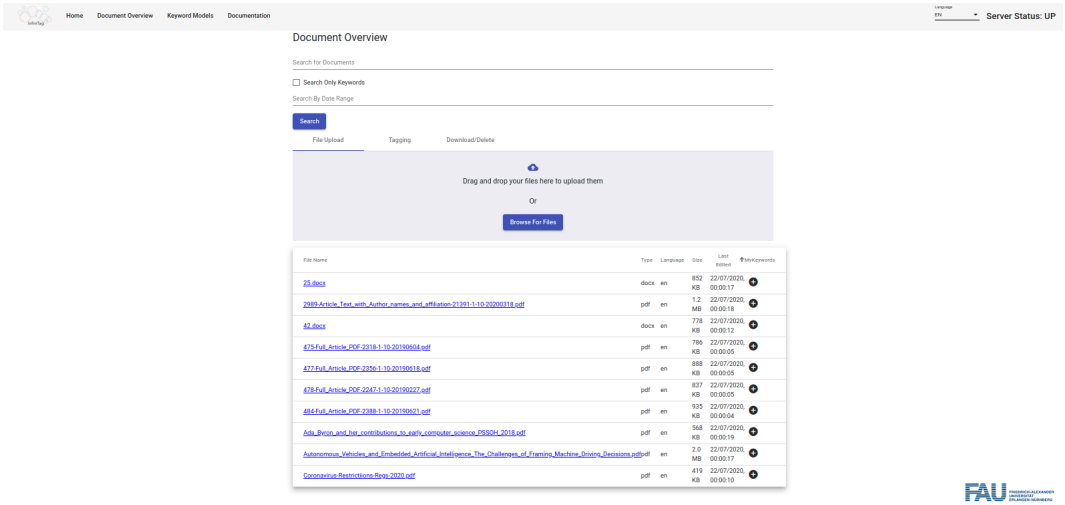 InfoTag
Home Document Overview Keyword Models Documentation
Language
EN
Server Status: UP
Document Overview
Search for Documents
Search Only Keywords
Search By Date Range
Search
File Upload Tagging Download/Delete
Drag and drop your files here to upload them
Or
Browse For Files
File Name Type Language Size Last Edited MyKeywords
25.docx docx en 852 KB 22/07/2020, 00:00:17
2989-Article_Text_with_Author_names_and_affiliation-21391-1-10-20200318.pdf pdf en 1.2 MB 22/07/2020, 00:00:18
42.docx docx en 778 KB 22/07/2020, 00:00:12
475-Full_Article_PDF-2318-1-10-20190604.pdf pdf en 786 KB 22/07/2020, 00:00:05
477-Full_Article_PDF-2356-1-10-20190618.pdf pdf en 888 KB 22/07/2020, 00:00:05
478-Full_Article_PDF-2247-1-10-20190227.pdf pdf en 837 KB 22/07/2020, 00:00:05
484-Full_Article_PDF-2388-1-10-20190621.pdf pdf en 935 KB 22/07/2020, 00:00:04
Ada_Byron_and_her_contributions_to_early_computer_science_PSSOH_2018.pdf pdf en 568 KB 22/07/2020, 00:00:19
Autonomous_Vehicles_and_Embedded_Artificial_Intelligence_The_Challenges_of_Framing_Machine_Driving_Decisions.pdf pdf en 2.0 MB 22/07/2020, 00:00:17
Coronavirus-Restrictiions-Regs-2020.pdf pdf en 419 KB 22/07/2020, 00:00:10
FAU
FRIEDRICH-ALEXANDER
UNIVERSITÄT
ERLANGEN-NÜRNBERG